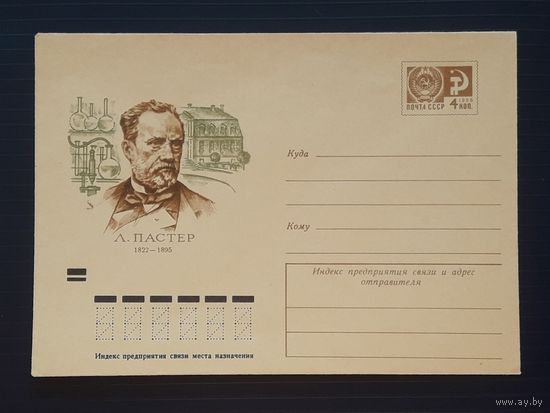 ПОЧТА СССР
1966
4 КОП.
Куда
Кому
Л. ПАСТЕР
1822—1895
Индекс предприятия связи и адрес
отправителя
Индекс предприятия связи места назначения
www.ay.by